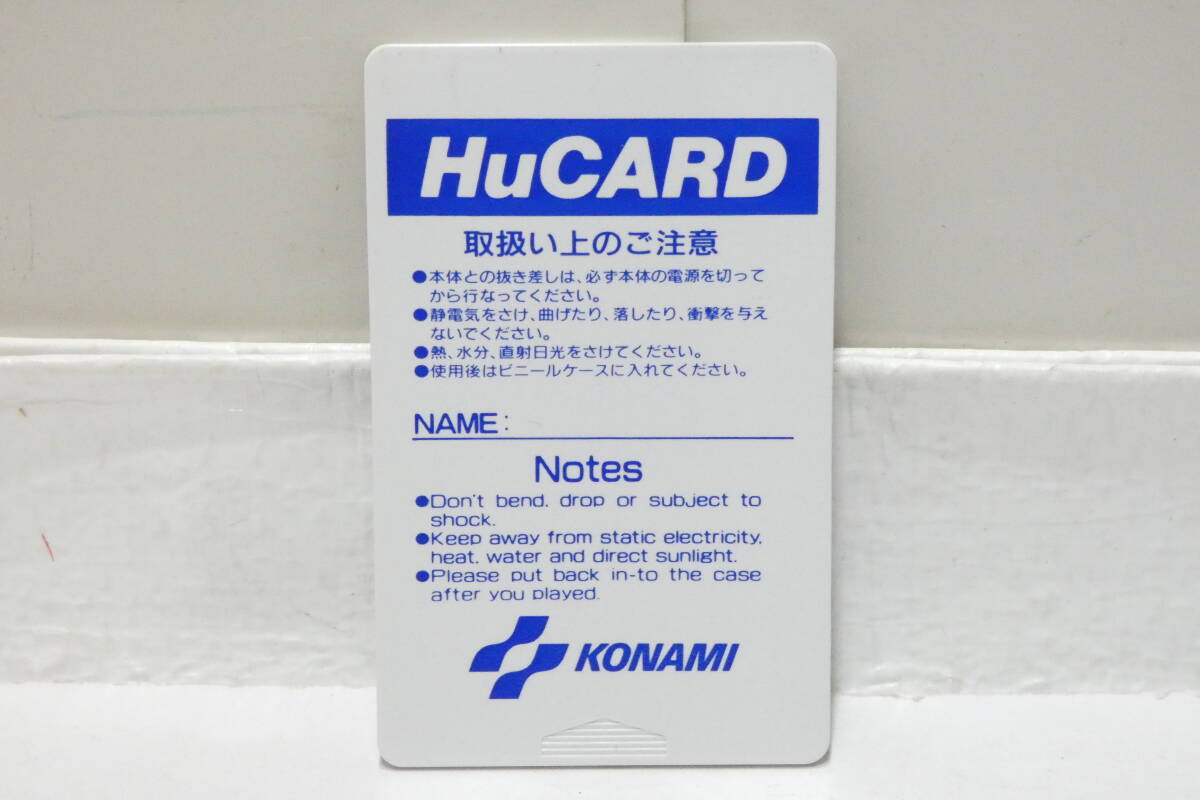 HuCARD
取扱い上のご注意
●本体との抜き差しは、必ず本体の電源を切って
から行なってください。
●静電気をさけ、曲げたり、落したり、衝撃を与え
ないでください。
●熱、水分、直射日光をさけてください。
●使用後はビニールケースに入れてください。
NAME:
Notes
●Don't bend, drop or subject to
shock.
●Keep away from static electricity,
heat, water and direct sunlight.
●Please put back in-to the case
after you played.
KONAMI